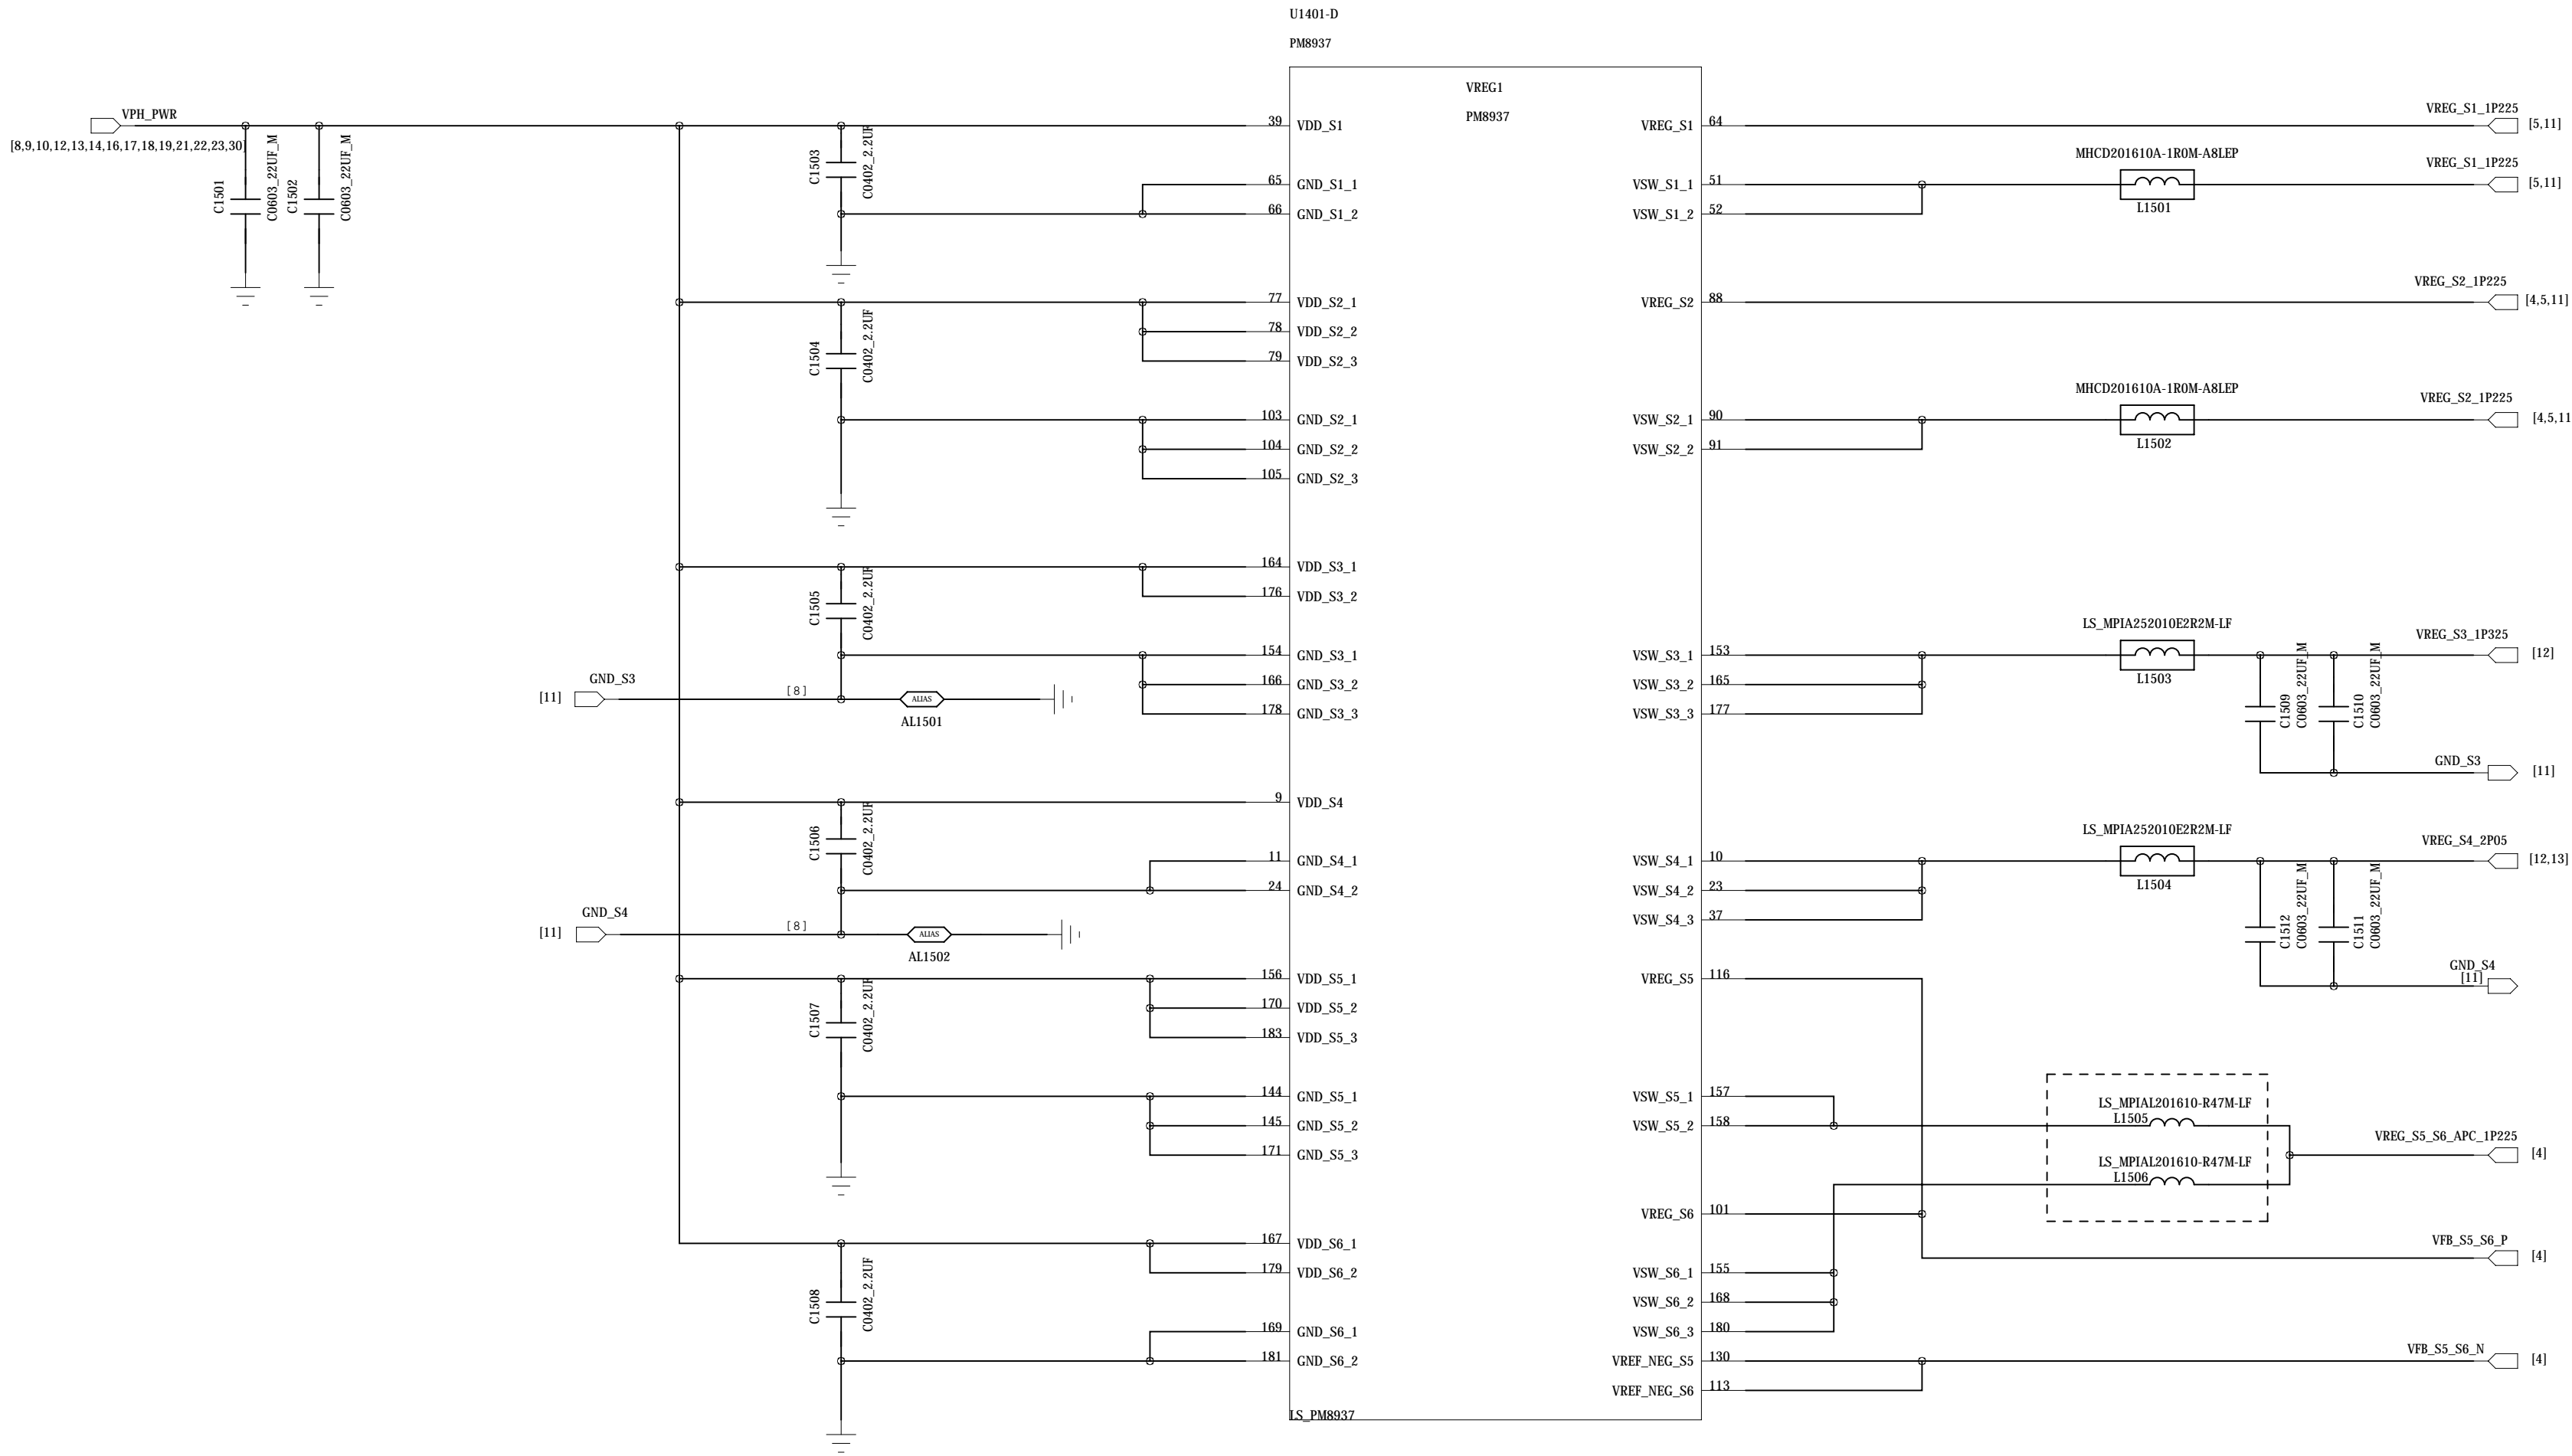 U1401-D
PM8937
VREG1
PM8937
VPH_PWR
[8,9,10,12,13,14,16,17,18,19,21,22,23,30]
C1501
C0603_22UF_M
C1502
C0603_22UF_M
C1503
C0402_2.2UF
39 VDD_S1
65 GND_S1_1
66 GND_S1_2
VREG_S1 64
VREG_S1_1P225
[5,11]
VSW_S1_1 51
VSW_S1_2 52
MHCD201610A-1R0M-A8LEP
L1501
VREG_S1_1P225
[5,11]
C1504
C0402_2.2UF
77 VDD_S2_1
78 VDD_S2_2
79 VDD_S2_3
103 GND_S2_1
104 GND_S2_2
105 GND_S2_3
VREG_S2 88
VREG_S2_1P225
[4,5,11]
VSW_S2_1 90
VSW_S2_2 91
MHCD201610A-1R0M-A8LEP
L1502
VREG_S2_1P225
[4,5,11
C1505
C0402_2.2UF
164 VDD_S3_1
176 VDD_S3_2
154 GND_S3_1
166 GND_S3_2
178 GND_S3_3
[11]
GND_S3
[8]
ALIAS
AL1501
VSW_S3_1 153
VSW_S3_2 165
VSW_S3_3 177
LS_MPIA252010E2R2M-LF
L1503
VREG_S3_1P325
[12]
C1509
C0603_22UF_M
C1510
C0603_22UF_M
GND_S3
[11]
C1506
C0402_2.2UF
9 VDD_S4
11 GND_S4_1
24 GND_S4_2
[11]
GND_S4
[8]
ALIAS
AL1502
VSW_S4_1 10
VSW_S4_2 23
VSW_S4_3 37
LS_MPIA252010E2R2M-LF
L1504
VREG_S4_2P05
[12,13]
C1512
C0603_22UF_M
C1511
C0603_22UF_M
GND_S4
[11]
C1507
C0402_2.2UF
156 VDD_S5_1
170 VDD_S5_2
183 VDD_S5_3
144 GND_S5_1
145 GND_S5_2
171 GND_S5_3
VREG_S5 116
VSW_S5_1 157
VSW_S5_2 158
LS_MPIAL201610-R47M-LF
L1505
LS_MPIAL201610-R47M-LF
L1506
VREG_S5_S6_APC_1P225
[4]
C1508
C0402_2.2UF
167 VDD_S6_1
179 VDD_S6_2
169 GND_S6_1
181 GND_S6_2
VREG_S6 101
VFB_S5_S6_P
[4]
VSW_S6_1 155
VSW_S6_2 168
VSW_S6_3 180
VREF_NEG_S5 130
VREF_NEG_S6 113
VFB_S5_S6_N
[4]
LS_PM8937